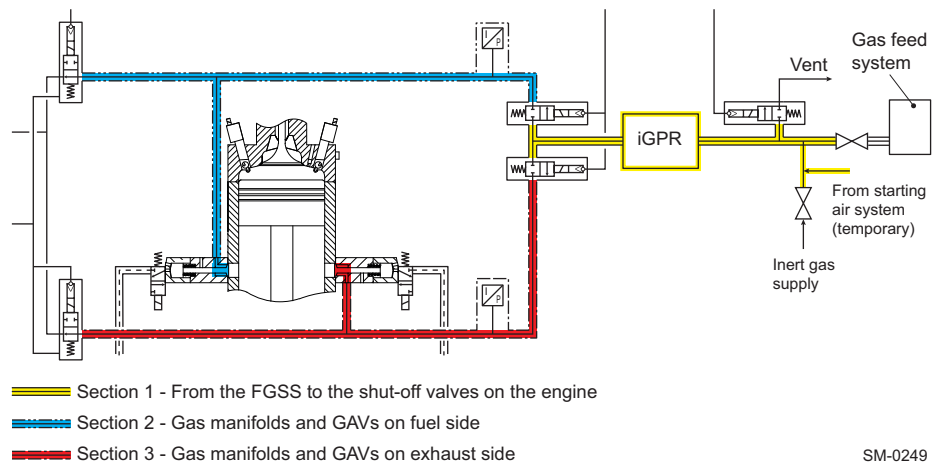 Gas feed
system
Vent
iGPR
I
p
I
p
From starting
air system
(temporary)
Inert gas
supply
Section 1 - From the FGSS to the shut-off valves on the engine
Section 2 - Gas manifolds and GAVs on fuel side
Section 3 - Gas manifolds and GAVs on exhaust side
SM-0249